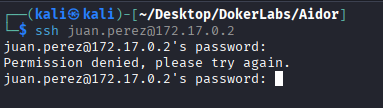 ┌──(kali㉿kali)-[~/Desktop/DokerLabs/Aidor]
└─$ ssh juan.perez@172.17.0.2
juan.perez@172.17.0.2's password:
Permission denied, please try again.
juan.perez@172.17.0.2's password: